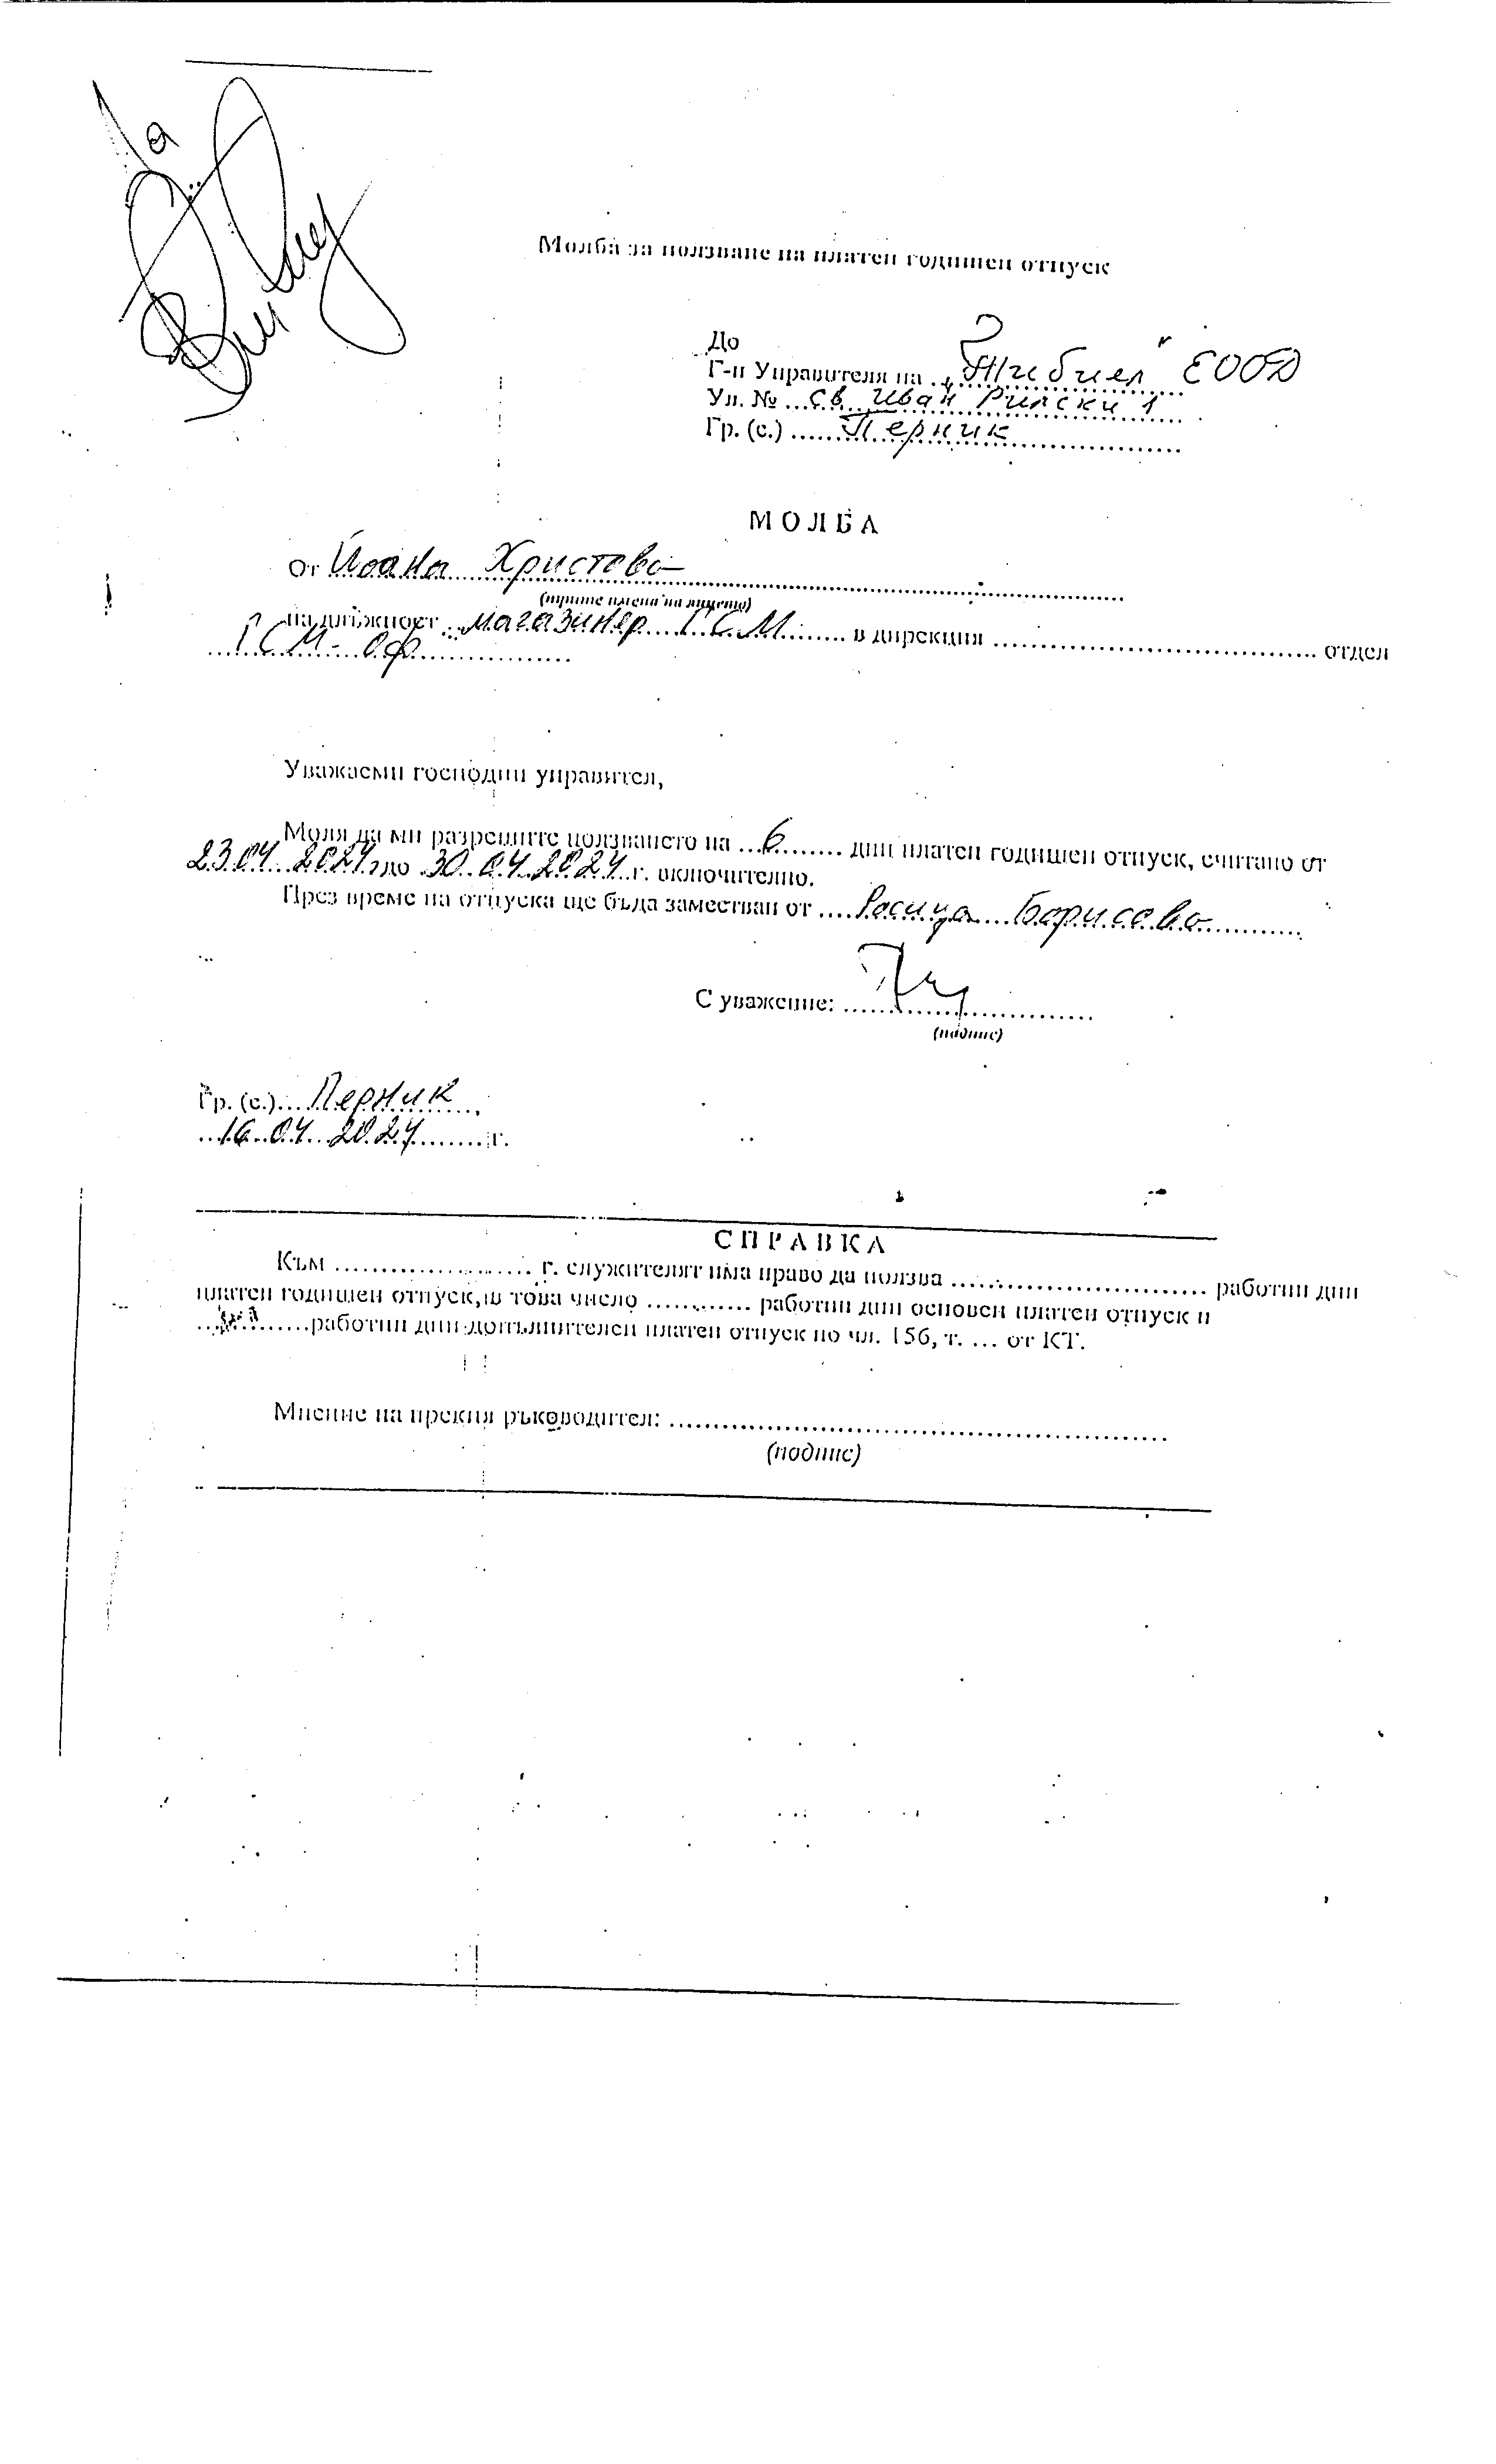 Да
Молба за ползване на платен годишен отпуск
До
Г-н Управителя на „Жибиел" ЕООД
Ул. № Св. Иван Рилски 1
Гр. (с.) Перник
МОЛБА
От Йоана Христова
(трите имена на лицето)
на длъжност магазинер ГСМ в дирекция отдел
ГСМ - Оф
Уважаеми господин управител,
Моля да ми разрешите ползването на 6 дни платен годишен отпуск, считано от
23.04.2024 г. до 30.04.2024 г. включително.
През време на отпуска ще бъда заместван от Росица Борисова
С уважение:
(подпис)
Гр. (с.) Перник
16.04.2024 г.
СПРАВКА
Към г. служителят има право да ползва работни дни
платен годишен отпуск, в това число работни дни основен платен отпуск и
работни дни допълнителен платен отпуск по чл. 156, т. ... от КТ.
Мнение на прекия ръководител:
(подпис)